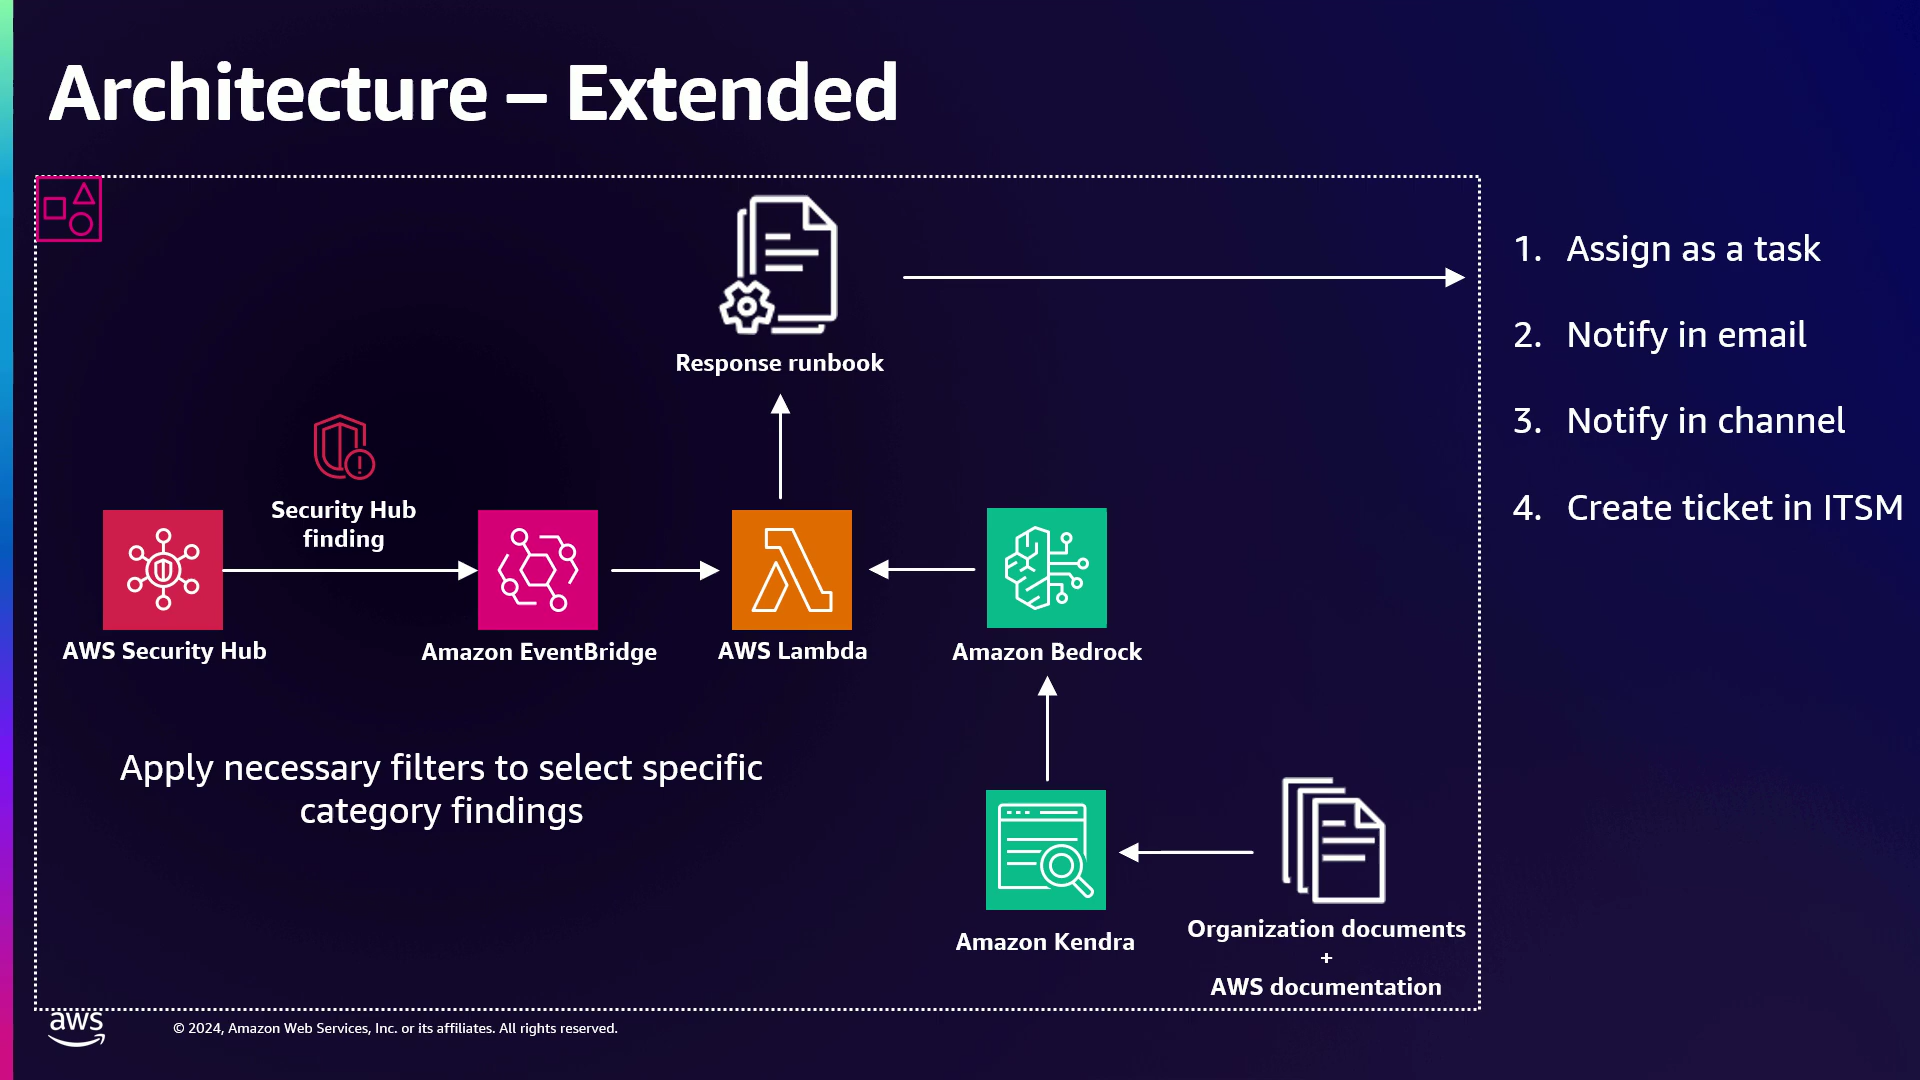 Architecture – Extended
Response runbook
1. Assign as a task
2. Notify in email
3. Notify in channel
4. Create ticket in ITSM
Security Hub
finding
AWS Security Hub
Amazon EventBridge
AWS Lambda
Amazon Bedrock
Apply necessary filters to select specific
category findings
Amazon Kendra
Organization documents
+
AWS documentation
aws
© 2024, Amazon Web Services, Inc. or its affiliates. All rights reserved.